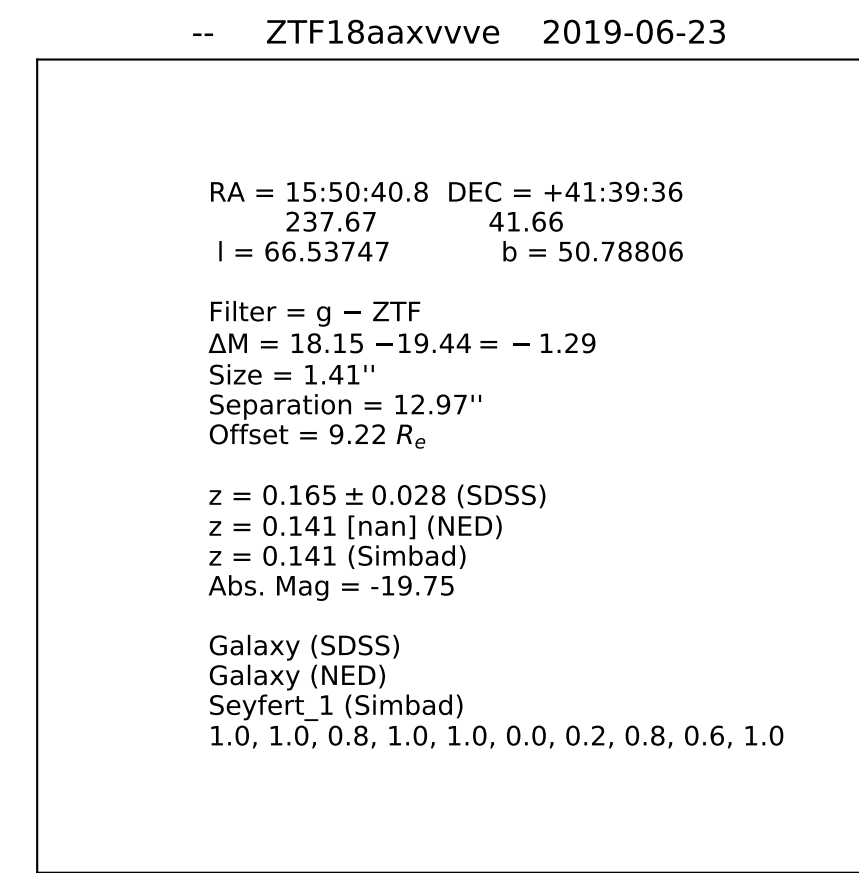 -- ZTF18aaxvvve 2019-06-23
RA = 15:50:40.8 DEC = +41:39:36
237.67 41.66
l = 66.53747 b = 50.78806
Filter = g − ZTF
ΔM = 18.15 −19.44 = − 1.29
Size = 1.41''
Separation = 12.97''
Offset = 9.22 Rₑ
z = 0.165 ± 0.028 (SDSS)
z = 0.141 [nan] (NED)
z = 0.141 (Simbad)
Abs. Mag = -19.75
Galaxy (SDSS)
Galaxy (NED)
Seyfert_1 (Simbad)
1.0, 1.0, 0.8, 1.0, 1.0, 0.0, 0.2, 0.8, 0.6, 1.0